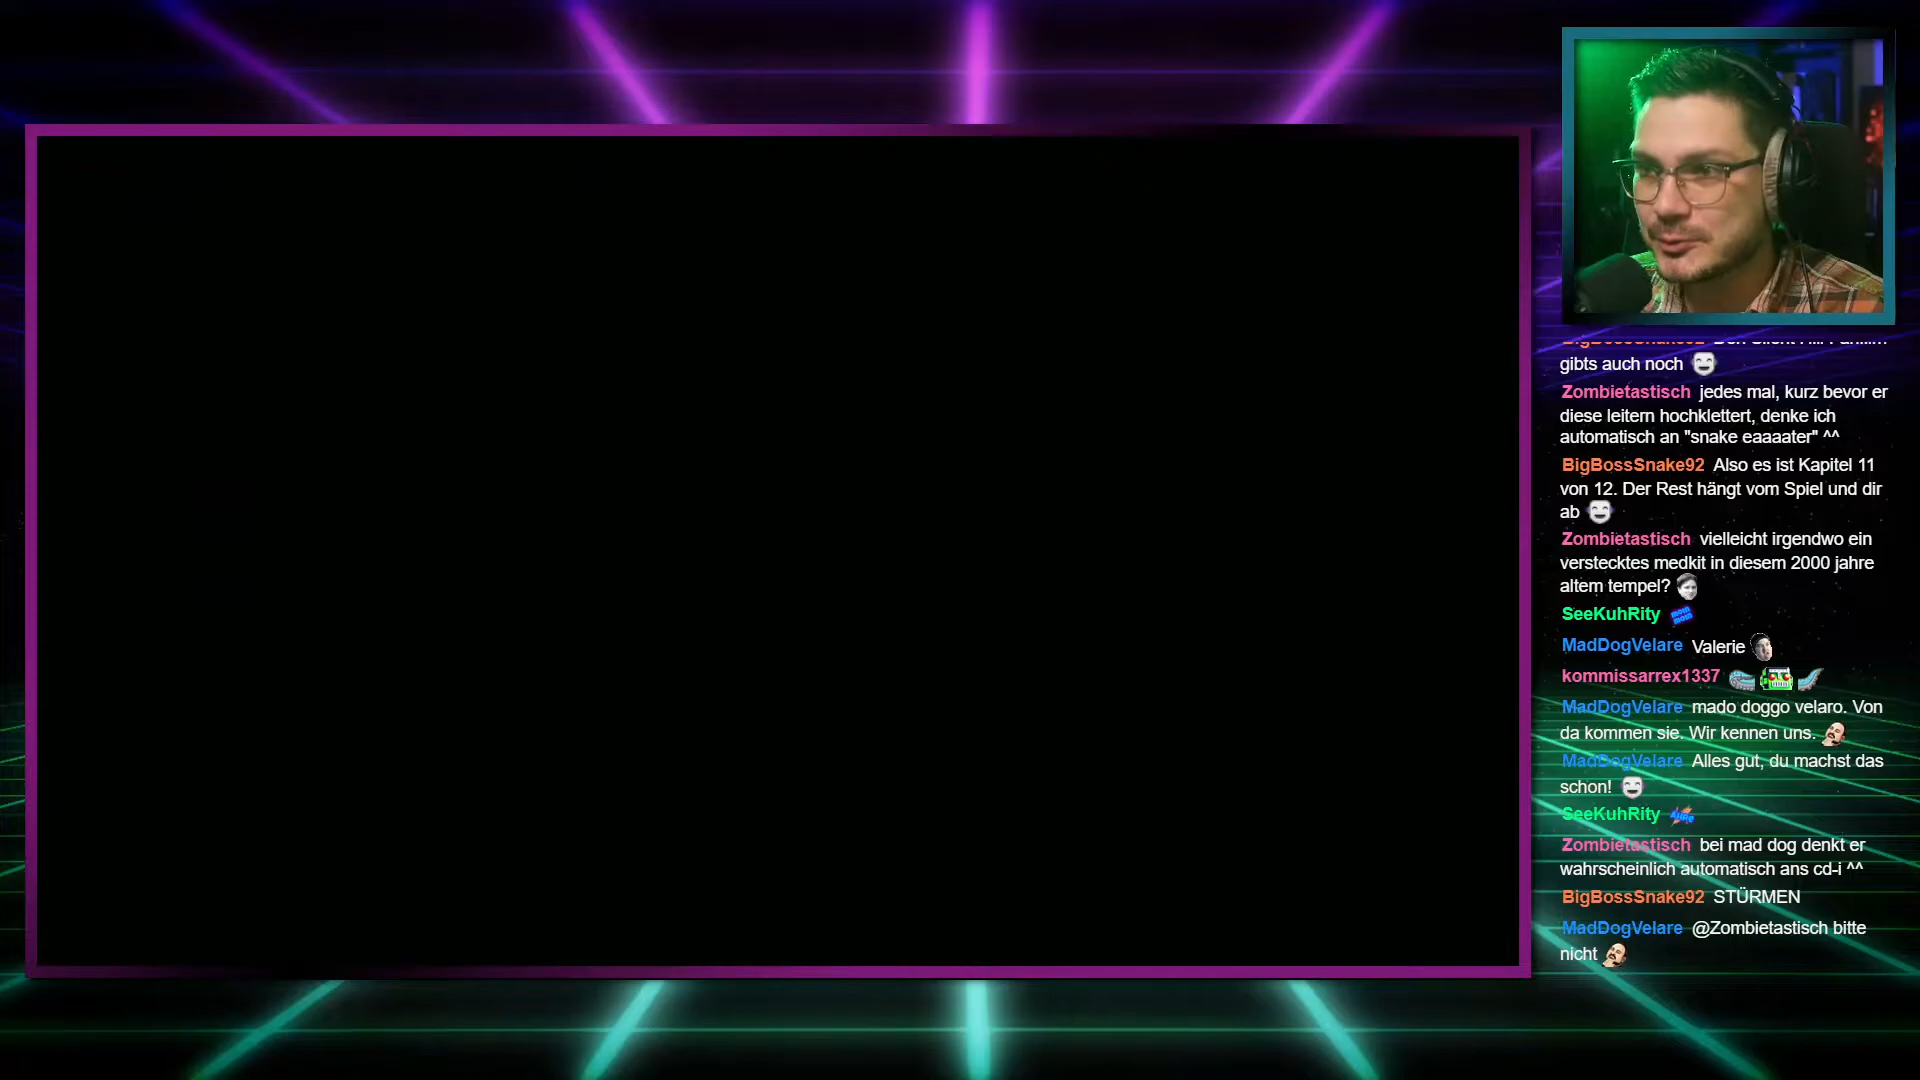 gibts auch noch
Zombietastisch jedes mal, kurz bevor er
diese leitern hochklettert, denke ich
automatisch an "snake eaaaater" ^^
BigBossSnake92 Also es ist Kapitel 11
von 12. Der Rest hängt vom Spiel und dir
ab
Zombietastisch vielleicht irgendwo ein
verstecktes medkit in diesem 2000 jahre
altem tempel?
SeeKuhRity
MadDogVelare Valerie
kommissarrex1337
MadDogVelare mado doggo velaro. Von
da kommen sie. Wir kennen uns.
MadDogVelare Alles gut, du machst das
schon!
SeeKuhRity
Zombietastisch bei mad dog denkt er
wahrscheinlich automatisch ans cd-i ^^
BigBossSnake92 STÜRMEN
MadDogVelare @Zombietastisch bitte
nicht